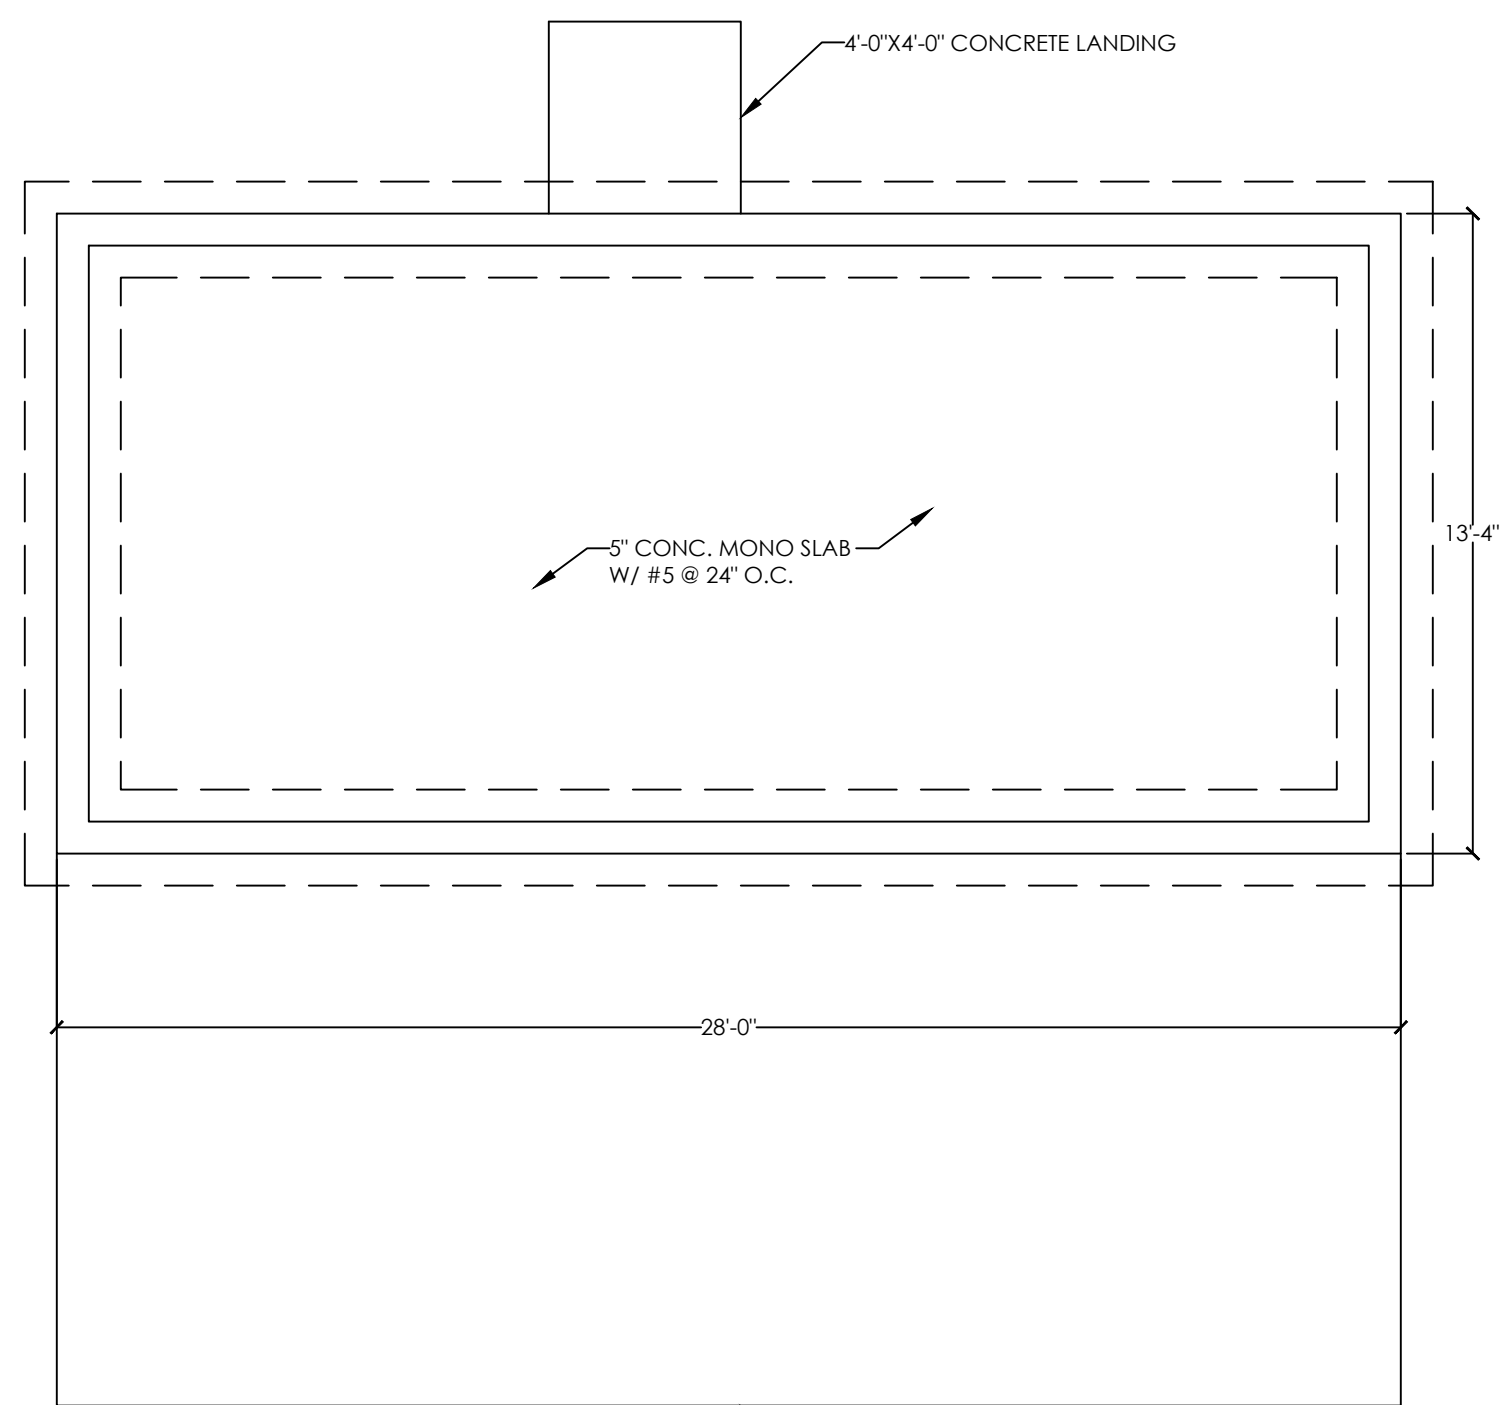 4'-0"X4'-0" CONCRETE LANDING
13'-4"
5" CONC. MONO SLAB
W/ #5 @ 24" O.C.
28'-0"